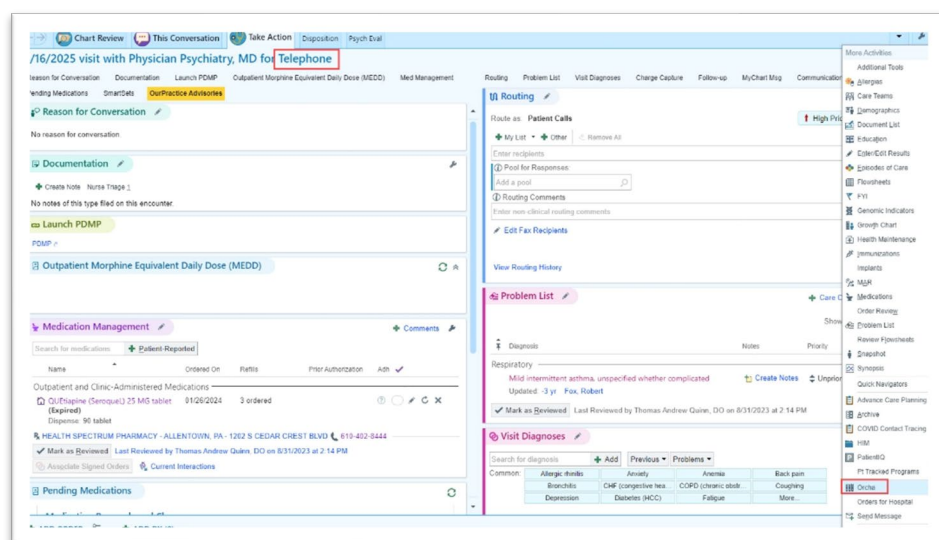 Chart Review This Conversation Take Action Disposition Psych Eval
/16/2025 visit with Physician Psychiatry, MD for Telephone
Reason for Conversation Documentation Launch PDMP Outpatient Morphine Equivalent Daily Dose (MEDD) Med Management
Pending Medications SmartSets OurPractice Advisories
Reason for Conversation
No reason for conversation.
Documentation
Create Note Nurse Triage 1
No notes of this type filed on this encounter.
Launch PDMP
PDMP
Outpatient Morphine Equivalent Daily Dose (MEDD)
Medication Management
Comments
Search for medications Patient-Reported
Name Ordered On Refills Prior Authorization Adh
Outpatient and Clinic-Administered Medications
QUEtiapine (Seroquel) 25 MG tablet 01/26/2024 3 ordered
(Expired)
Dispense: 90 tablet
HEALTH SPECTRUM PHARMACY - ALLENTOWN, PA - 1202 S CEDAR CREST BLVD 610-402-8444
Mark as Reviewed Last Reviewed by Thomas Andrew Quinn, DO on 8/31/2023 at 2:14 PM
Associate Signed Orders Current Interactions
Pending Medications
Routing Problem List Visit Diagnoses Charge Capture Follow-up MyChart Msg Communication
Routing
Route as: Patient Calls
High Prio
My List Other Remove All
Enter recipients
Pool for Responses:
Add a pool
Routing Comments
Enter non-clinical routing comments
Edit Fax Recipients
View Routing History
Problem List
Care C
Show
Diagnosis Notes Priority
Respiratory
Mild intermittent asthma, unspecified whether complicated Create Notes Unprior
Updated: -3 yr Fox, Robert
Mark as Reviewed Last Reviewed by Thomas Andrew Quinn, DO on 8/31/2023 at 2:14 PM
Visit Diagnoses
Search for diagnosis Add Previous Problems
Common: Allergic rhinitis Anxiety Anemia Back pain
Bronchitis CHF (congestive hea... COPD (chronic obstr... Coughing
Depression Diabetes (HCC) Fatigue More...
More Activities
Additional Tools
Allergies
Care Teams
Demographics
Document List
Education
Enter/Edit Results
Episodes of Care
Flowsheets
FYI
Genomic Indicators
Growth Chart
Health Maintenance
Immunizations
Implants
MAR
Medications
Order Review
Problem List
Review Flowsheets
Snapshot
Synopsis
Quick Navigators
Advance Care Planning
Archive
COVID Contact Tracing
HIM
PatientIQ
Pt Tracked Programs
Orcha
Orders for Hospital
Send Message